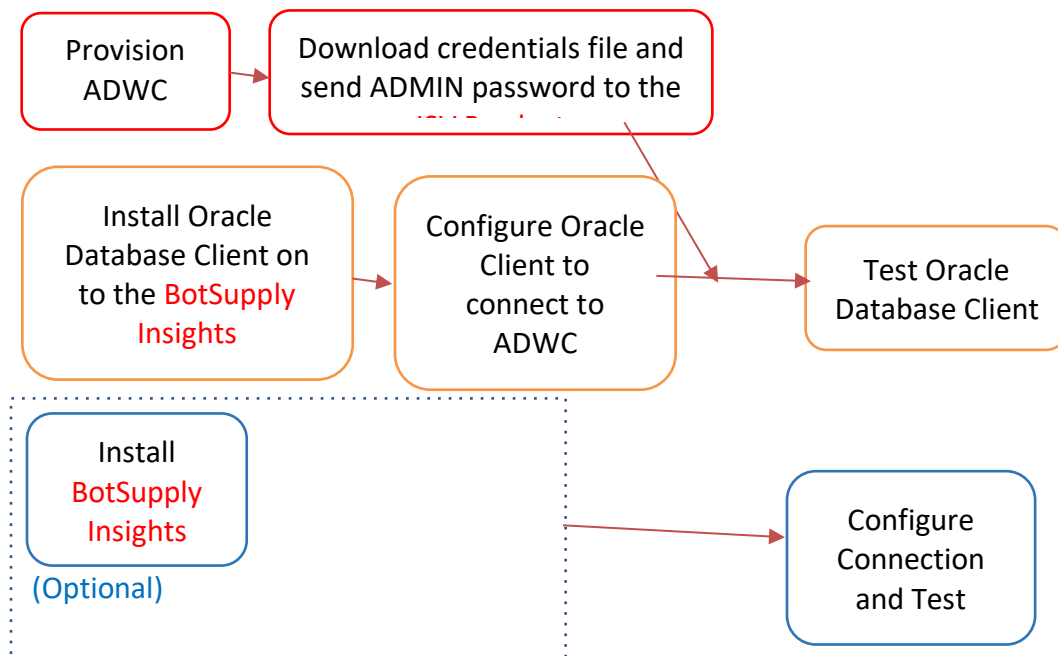 Provision
ADWC
Download credentials file and
send ADMIN password to the
Install Oracle
Database Client on
to the BotSupply
Insights
Configure Oracle
Client to
connect to
ADWC
Test Oracle
Database Client
Install
BotSupply
Insights
(Optional)
Configure
Connection
and Test